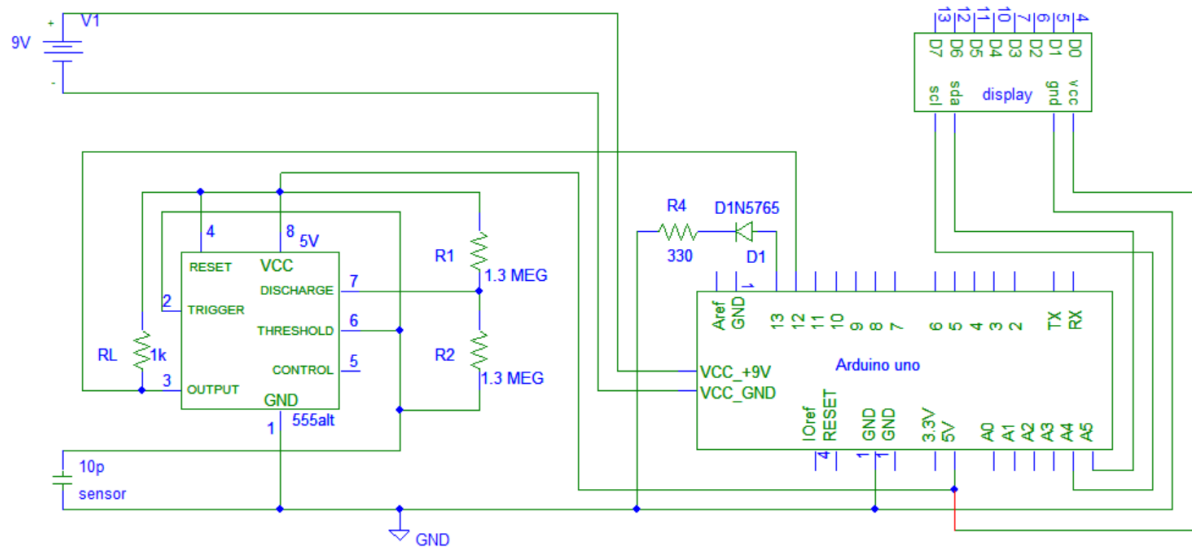 +
V1
9V
-
13
12
11
10
7
6
5
4
D7
D6
D5
D4
D3
D2
D1
D0
scl
sda
gnd
vcc
display
4
8
5V
RESET
VCC
7
DISCHARGE
2
TRIGGER
6
THRESHOLD
5
CONTROL
3
OUTPUT
GND
1
555alt
RL
1k
R1
1.3 MEG
R2
1.3 MEG
10p
sensor
GND
R4
330
D1N5765
D1
Aref
GND
1
13
12
11
10
9
8
7
6
5
4
3
2
TX
RX
Arduino uno
VCC_+9V
VCC_GND
IOref
RESET
GND
GND
3.3V
5V
A0
A1
A2
A3
A4
A5
4
1
1